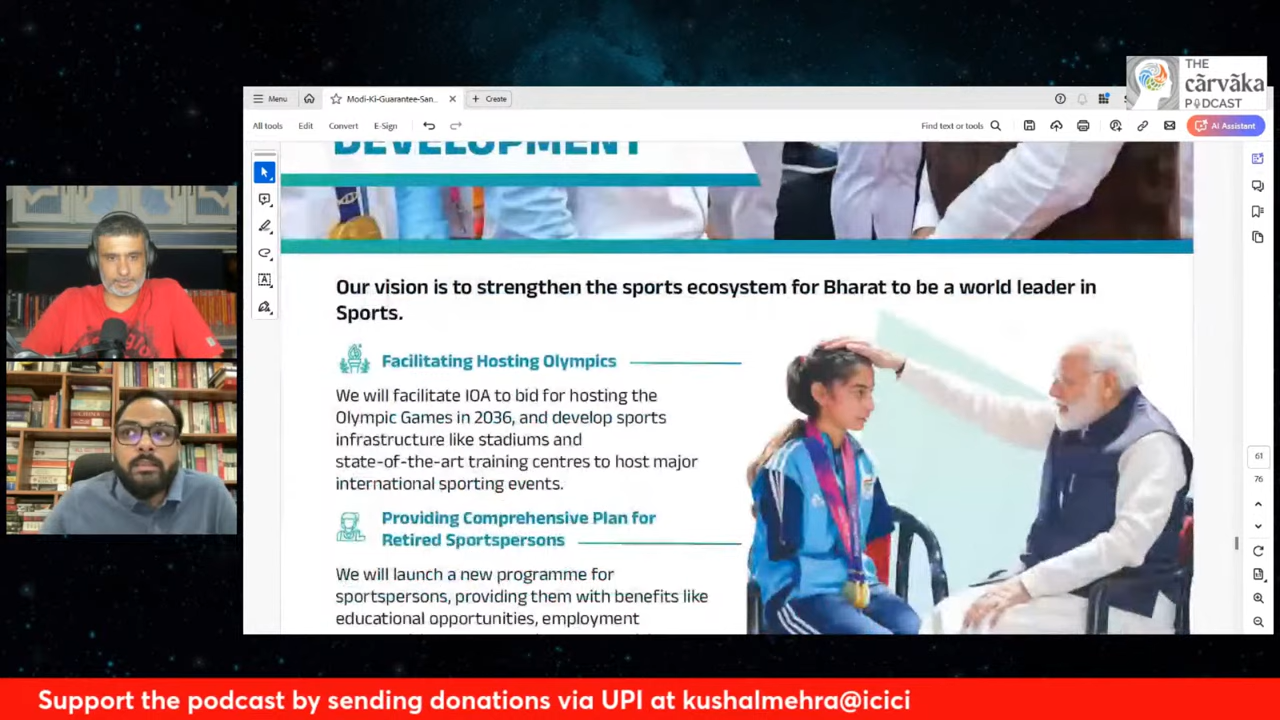 THE
cārvāka
PODCAST
Menu
Modi-Ki-Guarantee-San...
Create
All tools
Edit
Convert
E-Sign
Find text or tools
AI Assistant
DEVELOPMENT
Our vision is to strengthen the sports ecosystem for Bharat to be a world leader in
Sports.
Facilitating Hosting Olympics
We will facilitate IOA to bid for hosting the
Olympic Games in 2036, and develop sports
infrastructure like stadiums and
state-of-the-art training centres to host major
international sporting events.
Providing Comprehensive Plan for
Retired Sportspersons
We will launch a new programme for
sportspersons, providing them with benefits like
educational opportunities, employment
61
76
Support the podcast by sending donations via UPI at kushalmehra@icici